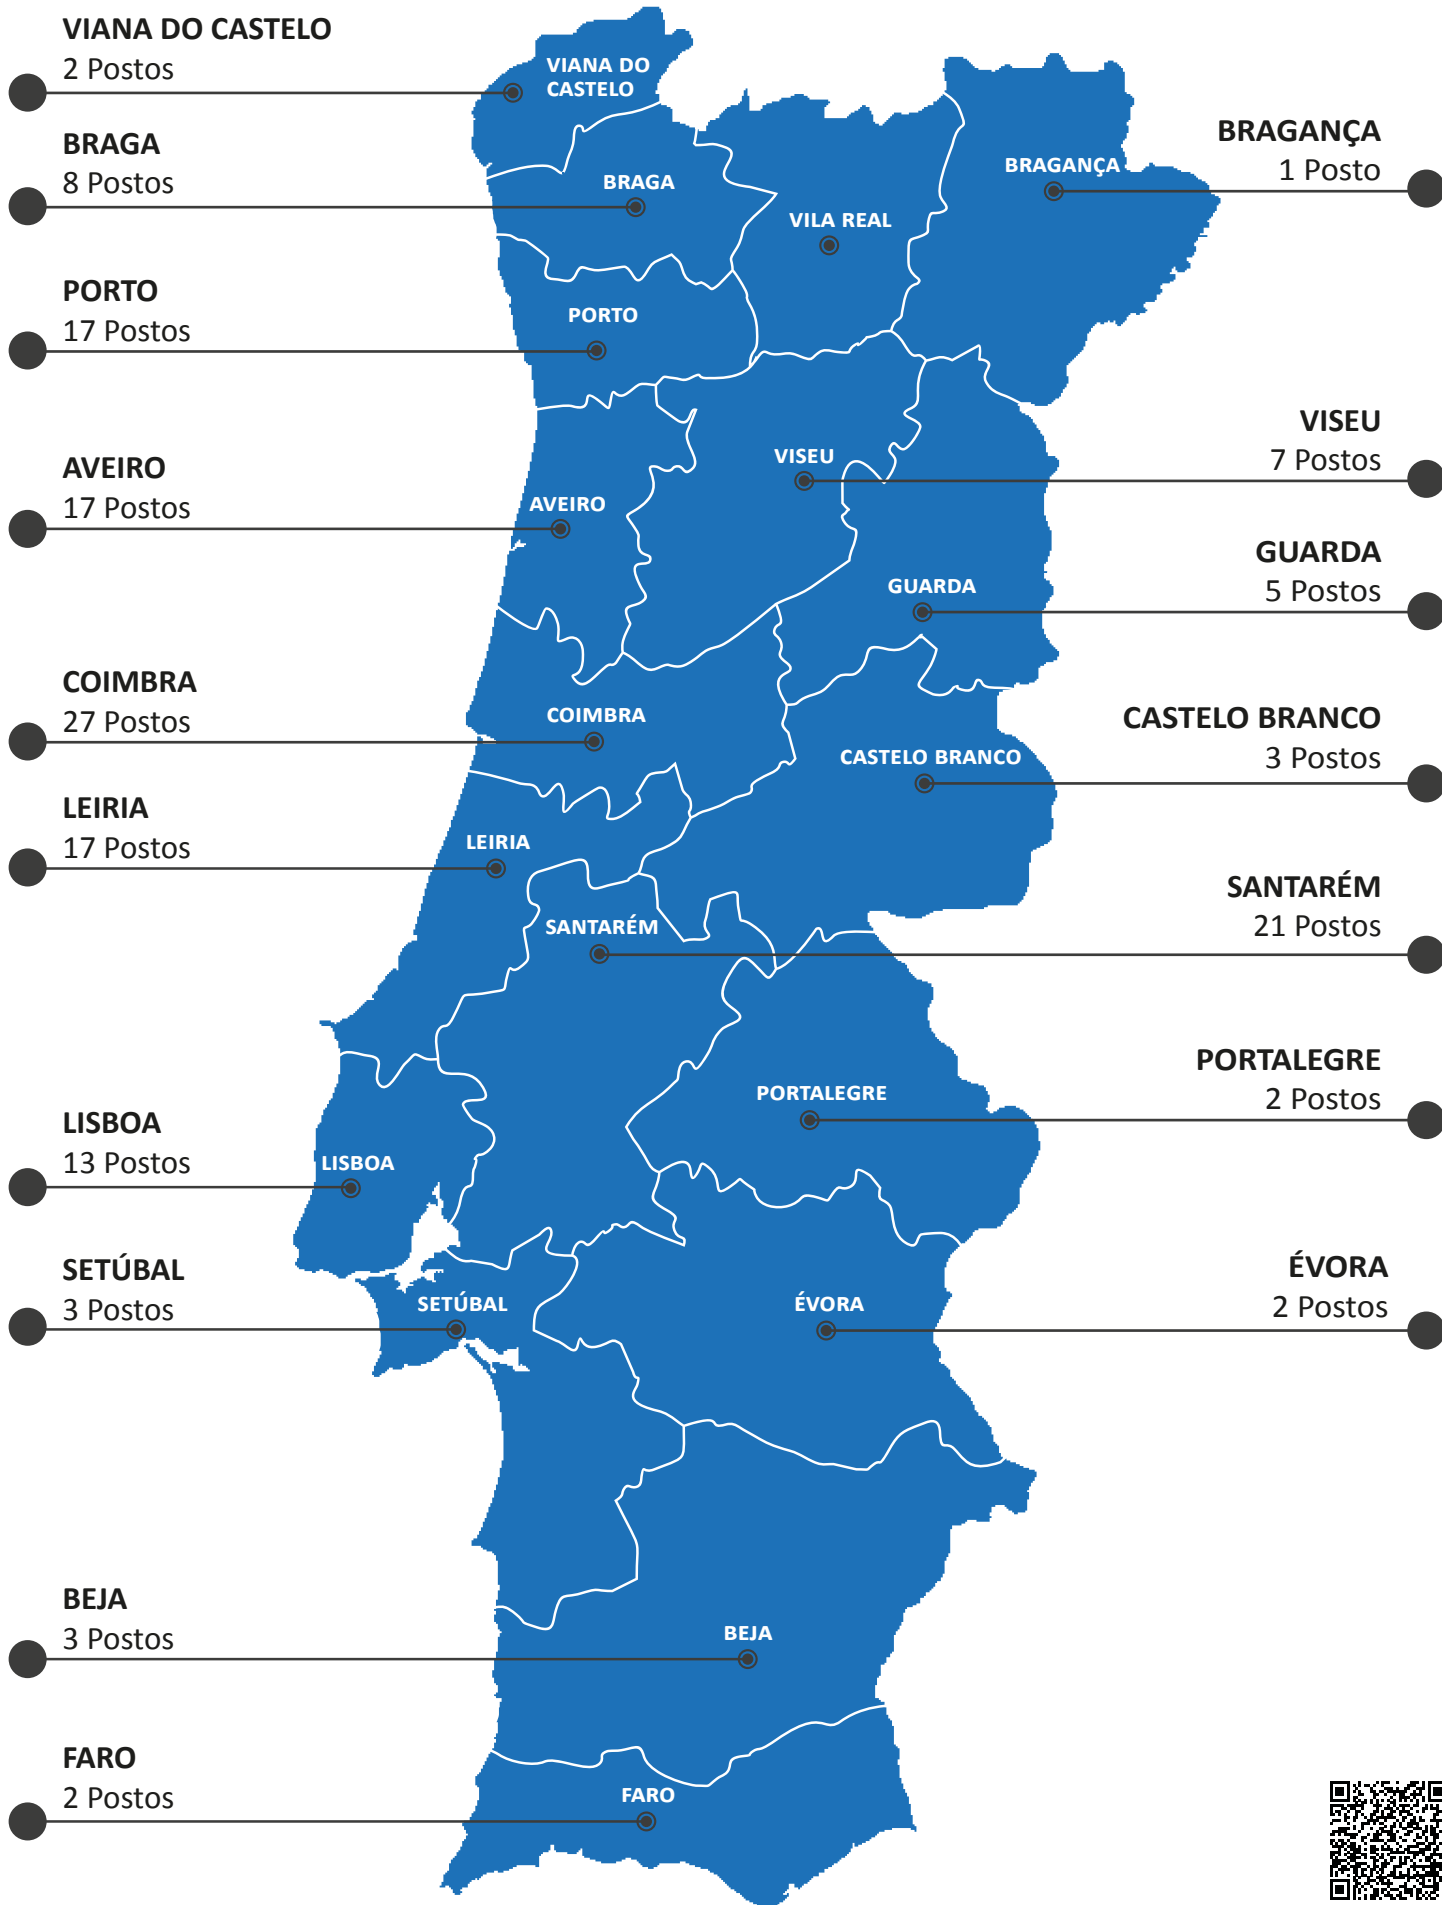 VIANA DO CASTELO
2 Postos
BRAGA
8 Postos
PORTO
17 Postos
AVEIRO
17 Postos
COIMBRA
27 Postos
LEIRIA
17 Postos
LISBOA
13 Postos
SETÚBAL
3 Postos
BEJA
3 Postos
FARO
2 Postos
VIANA DO
CASTELO
BRAGA
VILA REAL
BRAGANÇA
PORTO
VISEU
AVEIRO
GUARDA
COIMBRA
CASTELO BRANCO
LEIRIA
SANTARÉM
PORTALEGRE
LISBOA
SETÚBAL
ÉVORA
BEJA
FARO
BRAGANÇA
1 Posto
VISEU
7 Postos
GUARDA
5 Postos
CASTELO BRANCO
3 Postos
SANTARÉM
21 Postos
PORTALEGRE
2 Postos
ÉVORA
2 Postos